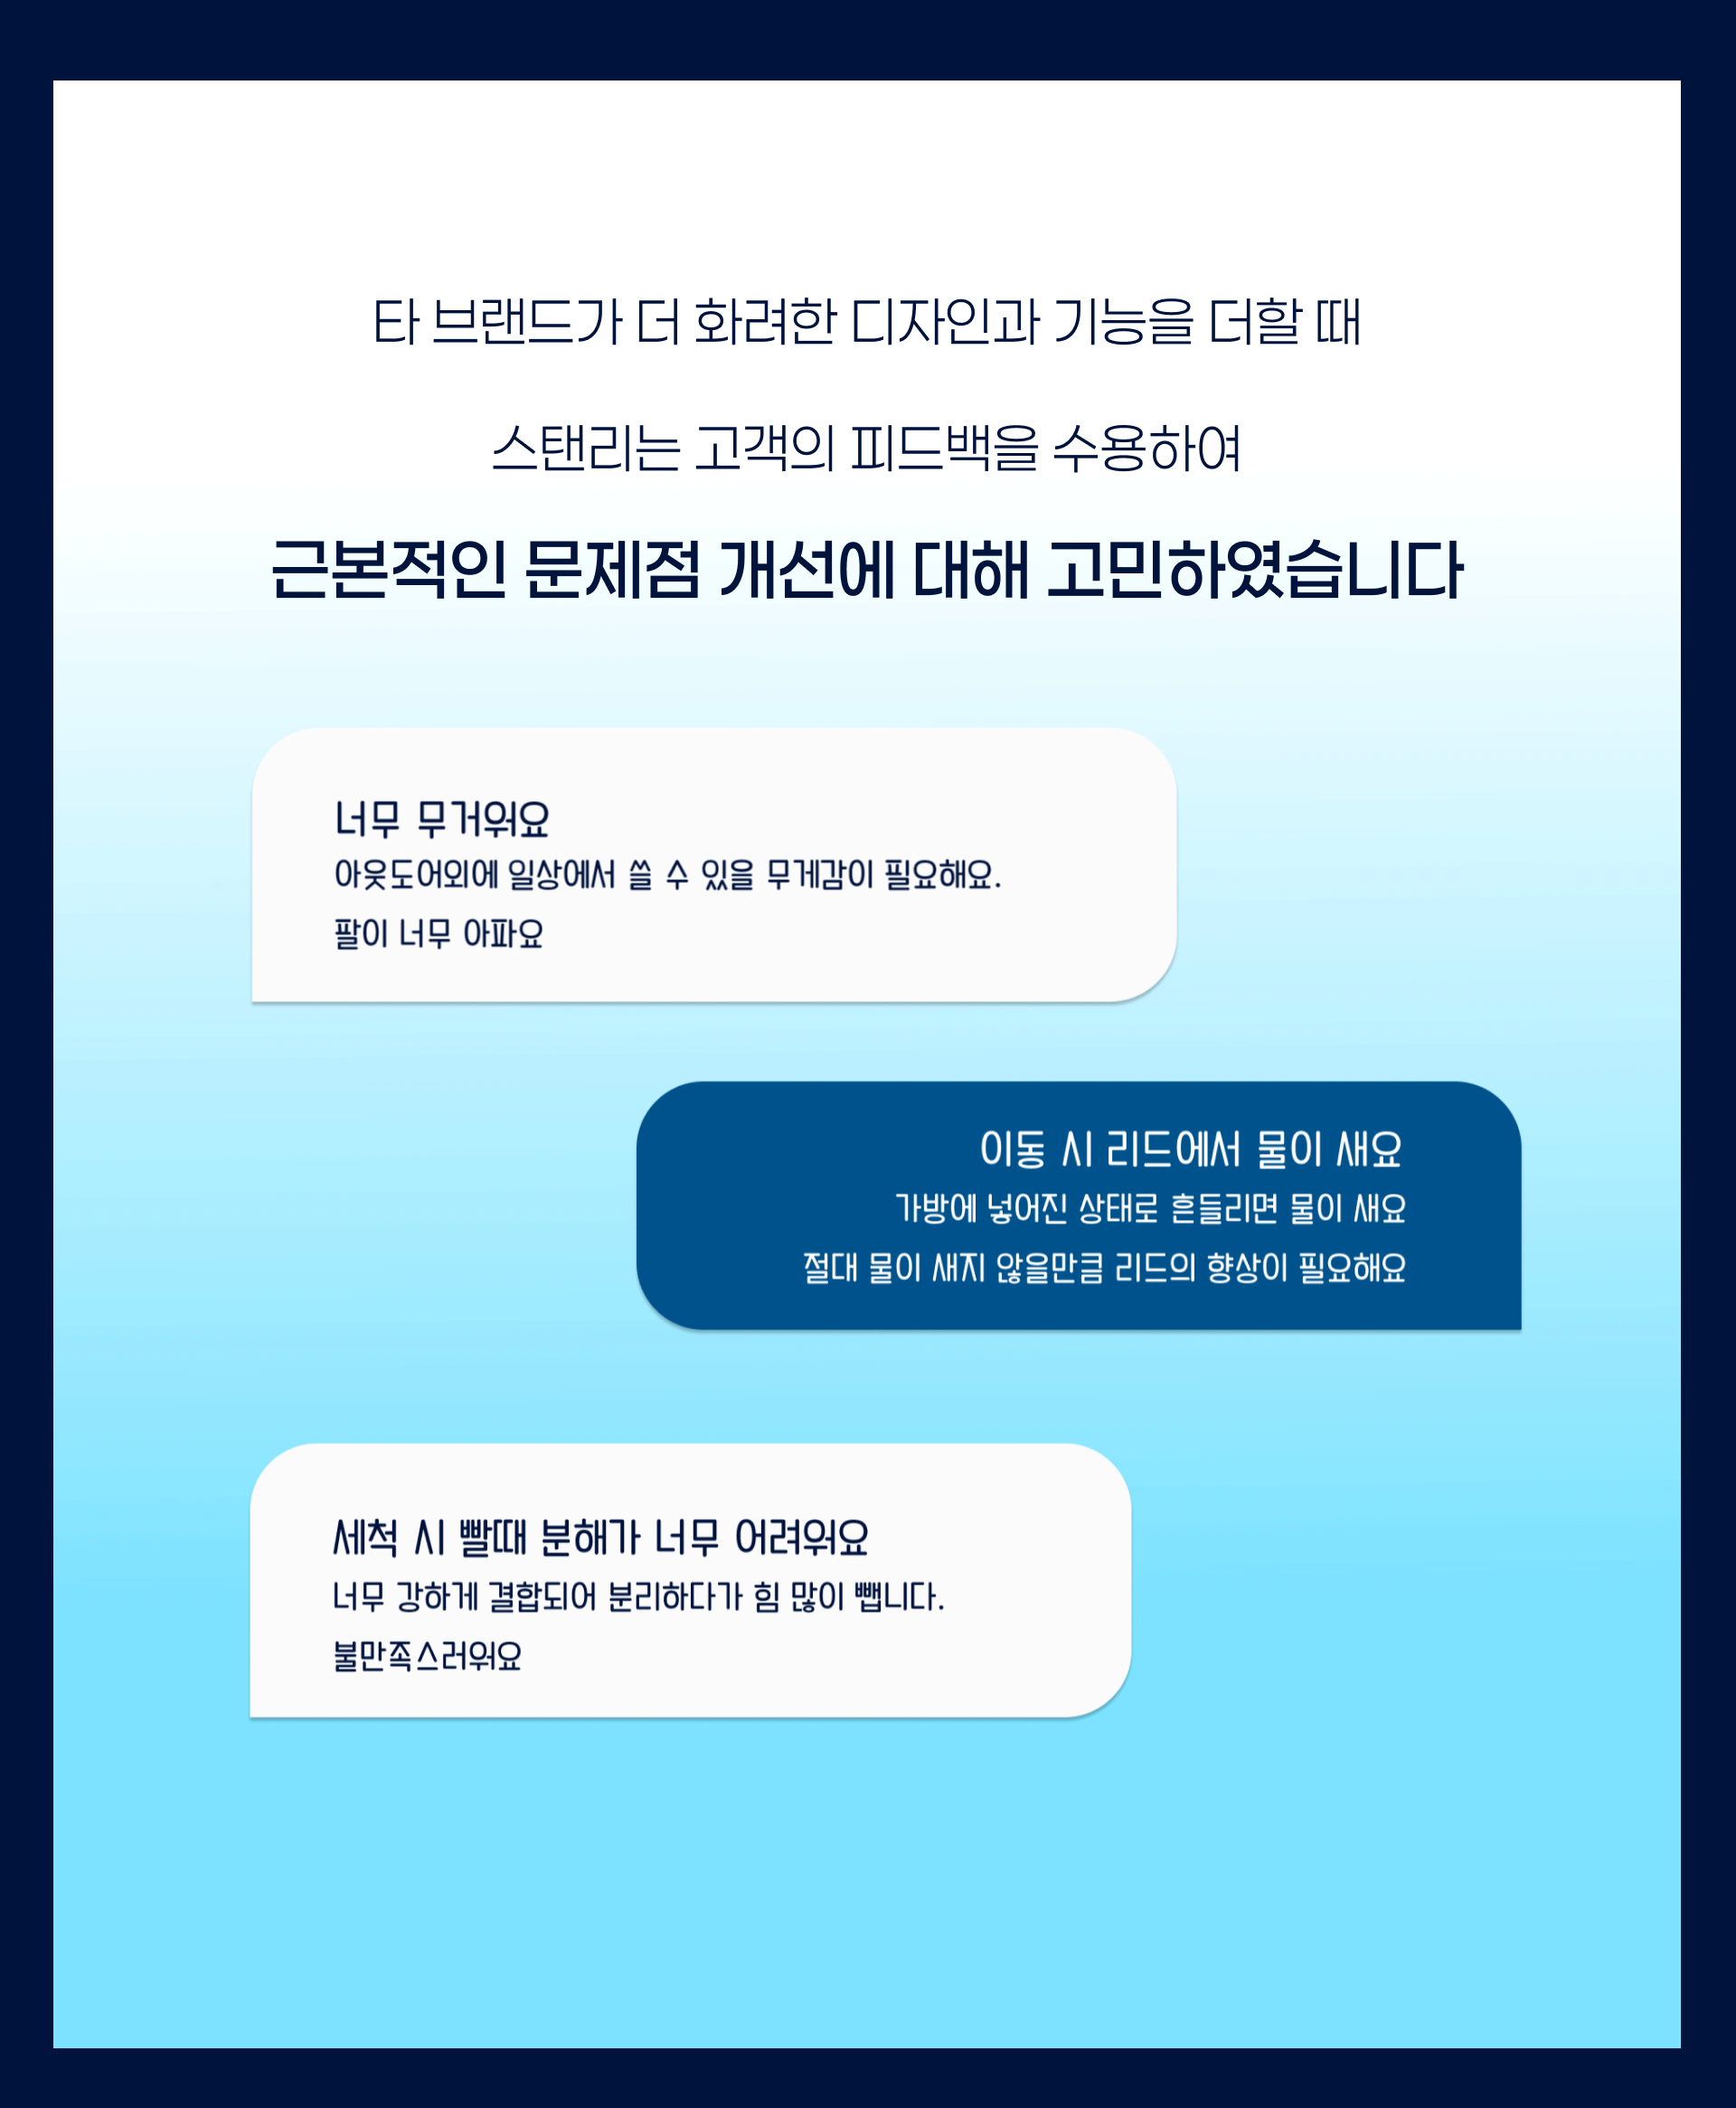 타 브랜드가 더 화려한 디자인과 기능을 더할 때
스탠리는 고객의 피드백을 수용하여
근본적인 문제점 개선에 대해 고민하였습니다
너무 무거워요
아웃도어외에 일상에서 쓸 수 있을 무게감이 필요해요.
팔이 너무 아파요
이동 시 리드에서 물이 새요
가방에 넣어진 상태로 흔들리면 물이 새요
절대 물이 새지 않을만큼 리드의 향상이 필요해요
세척 시 빨때 분해가 너무 어려워요
너무 강하게 결합되어 분리하다가 힘 많이 뺍니다.
불만족스러워요